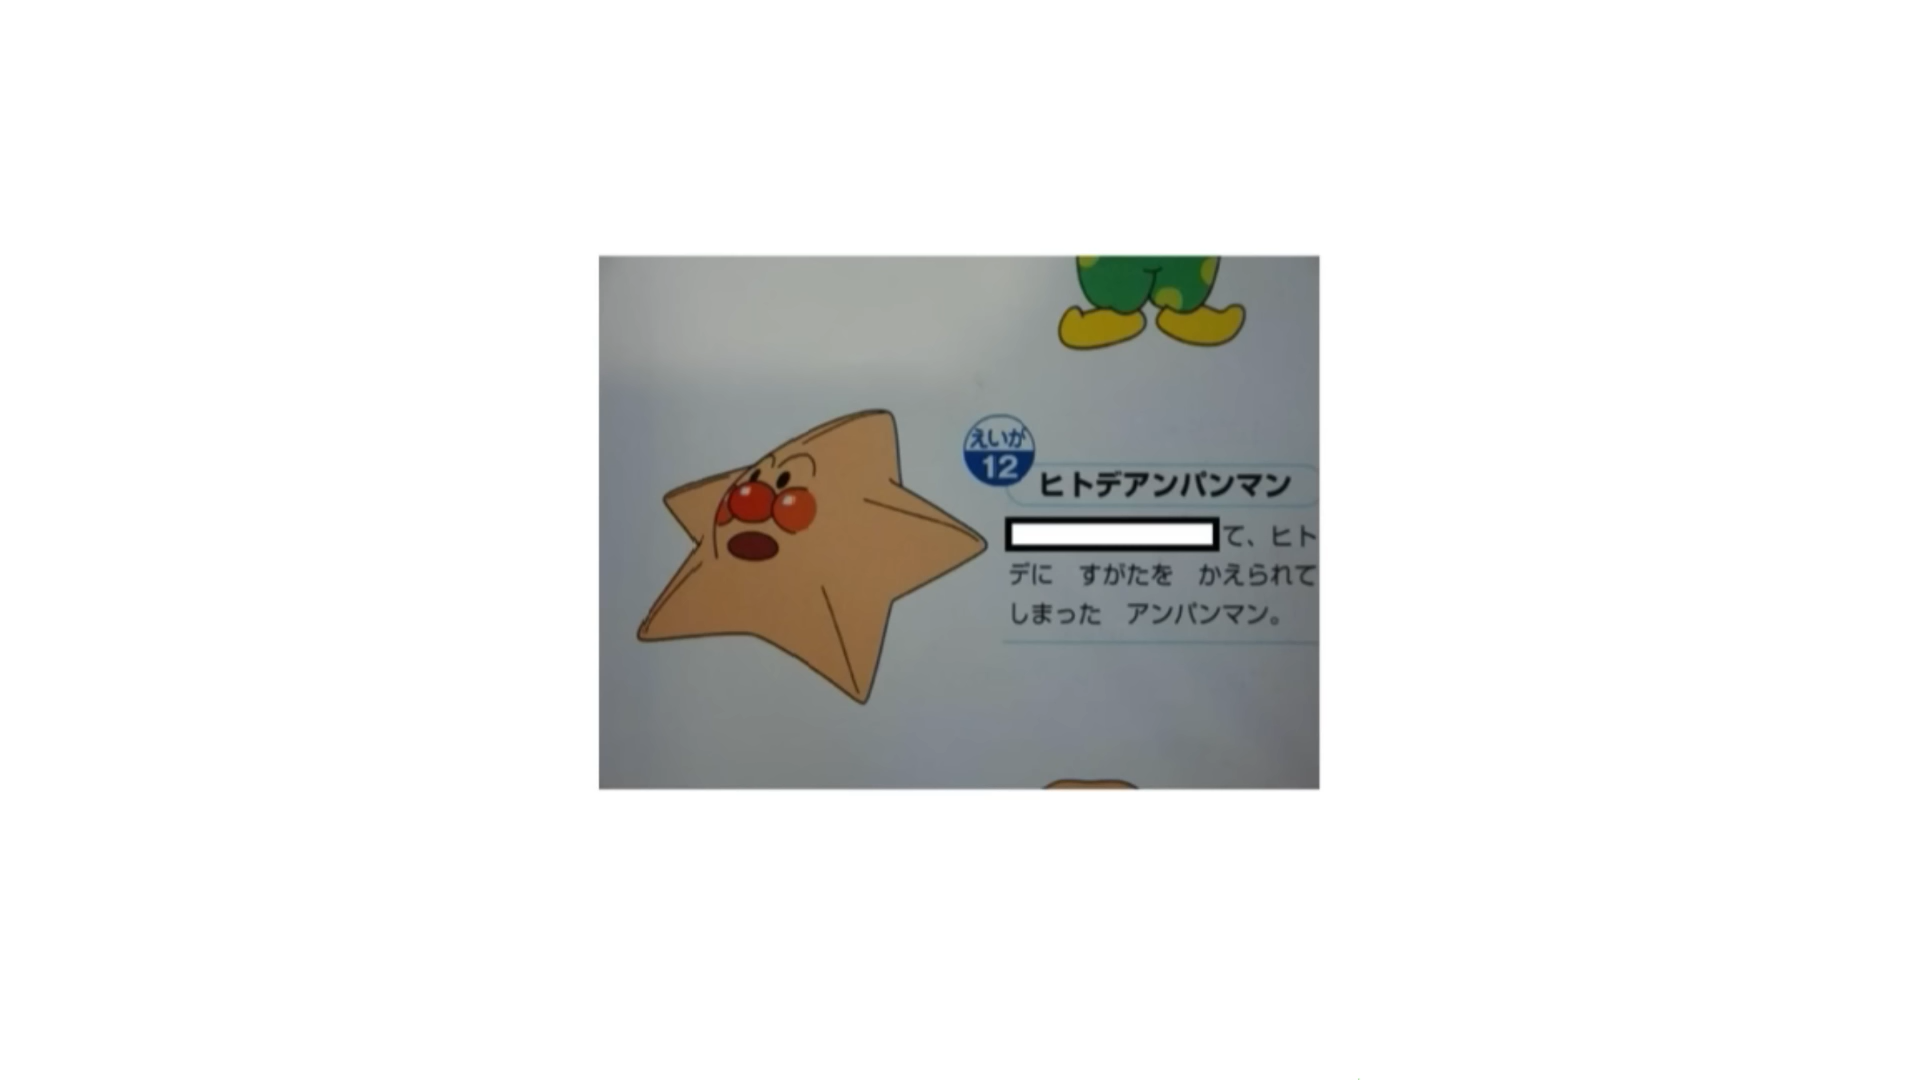 えいが
12
ヒトデアンパンマン
て、ヒト
デに すがたを かえられて
しまった アンパンマン。